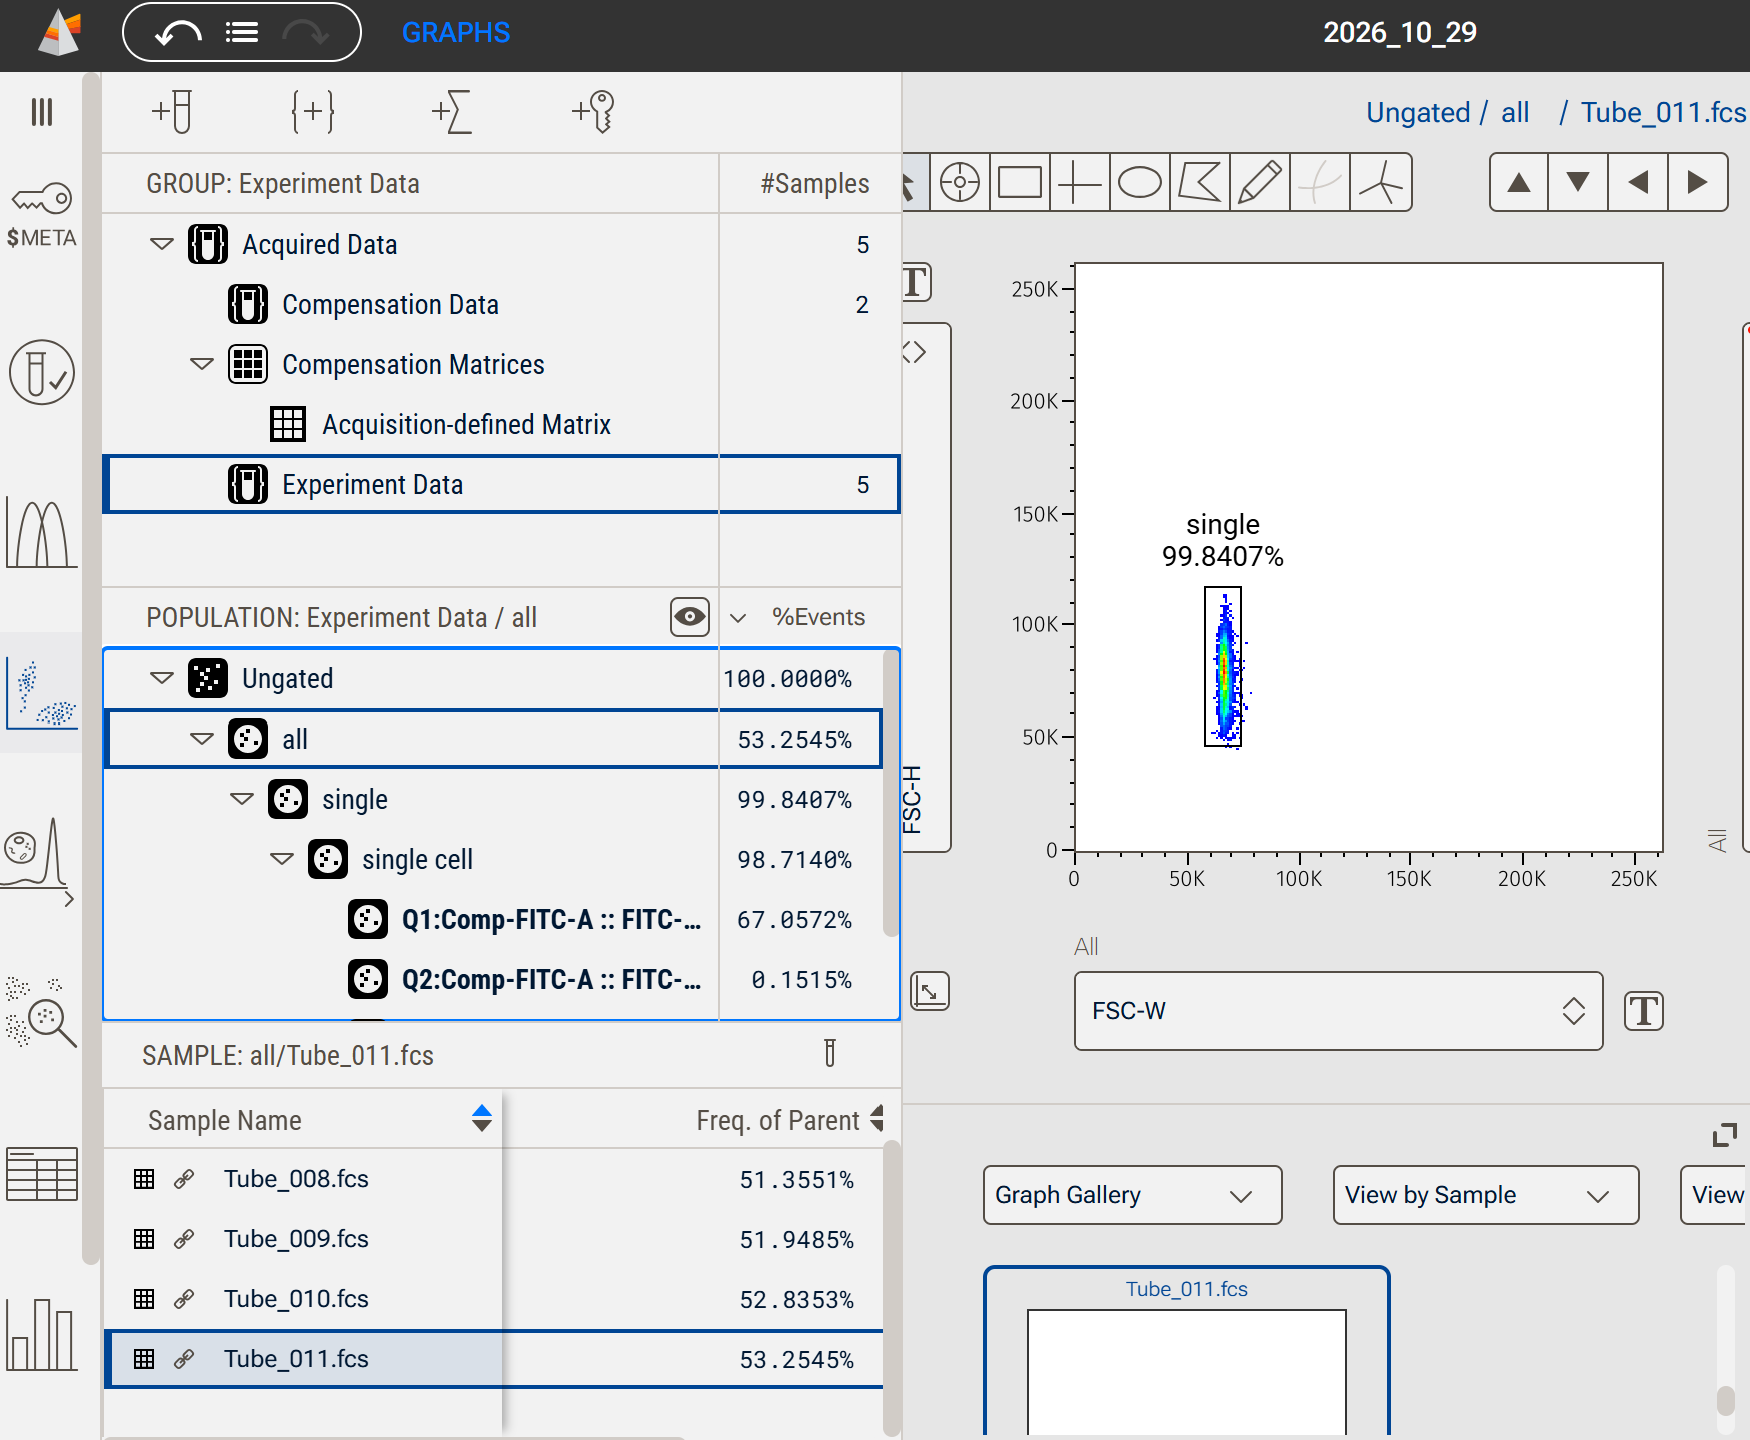 GRAPHS
2026_10_29
$META
GROUP: Experiment Data
#Samples
Acquired Data
5
Compensation Data
2
Compensation Matrices
Acquisition-defined Matrix
Experiment Data
5
POPULATION: Experiment Data / all
%Events
Ungated
100.0000%
all
53.2545%
single
99.8407%
single cell
98.7140%
Q1:Comp-FITC-A :: FITC-...
67.0572%
Q2:Comp-FITC-A :: FITC-...
0.1515%
SAMPLE: all/Tube_011.fcs
Sample Name
Freq. of Parent
Tube_008.fcs
51.3551%
Tube_009.fcs
51.9485%
Tube_010.fcs
52.8353%
Tube_011.fcs
53.2545%
Ungated / all / Tube_011.fcs
T
FSC-H
250K
200K
150K
100K
50K
0
single
99.8407%
0
50K
100K
150K
200K
250K
All
All
FSC-W
T
Graph Gallery
View by Sample
View
Tube_011.fcs